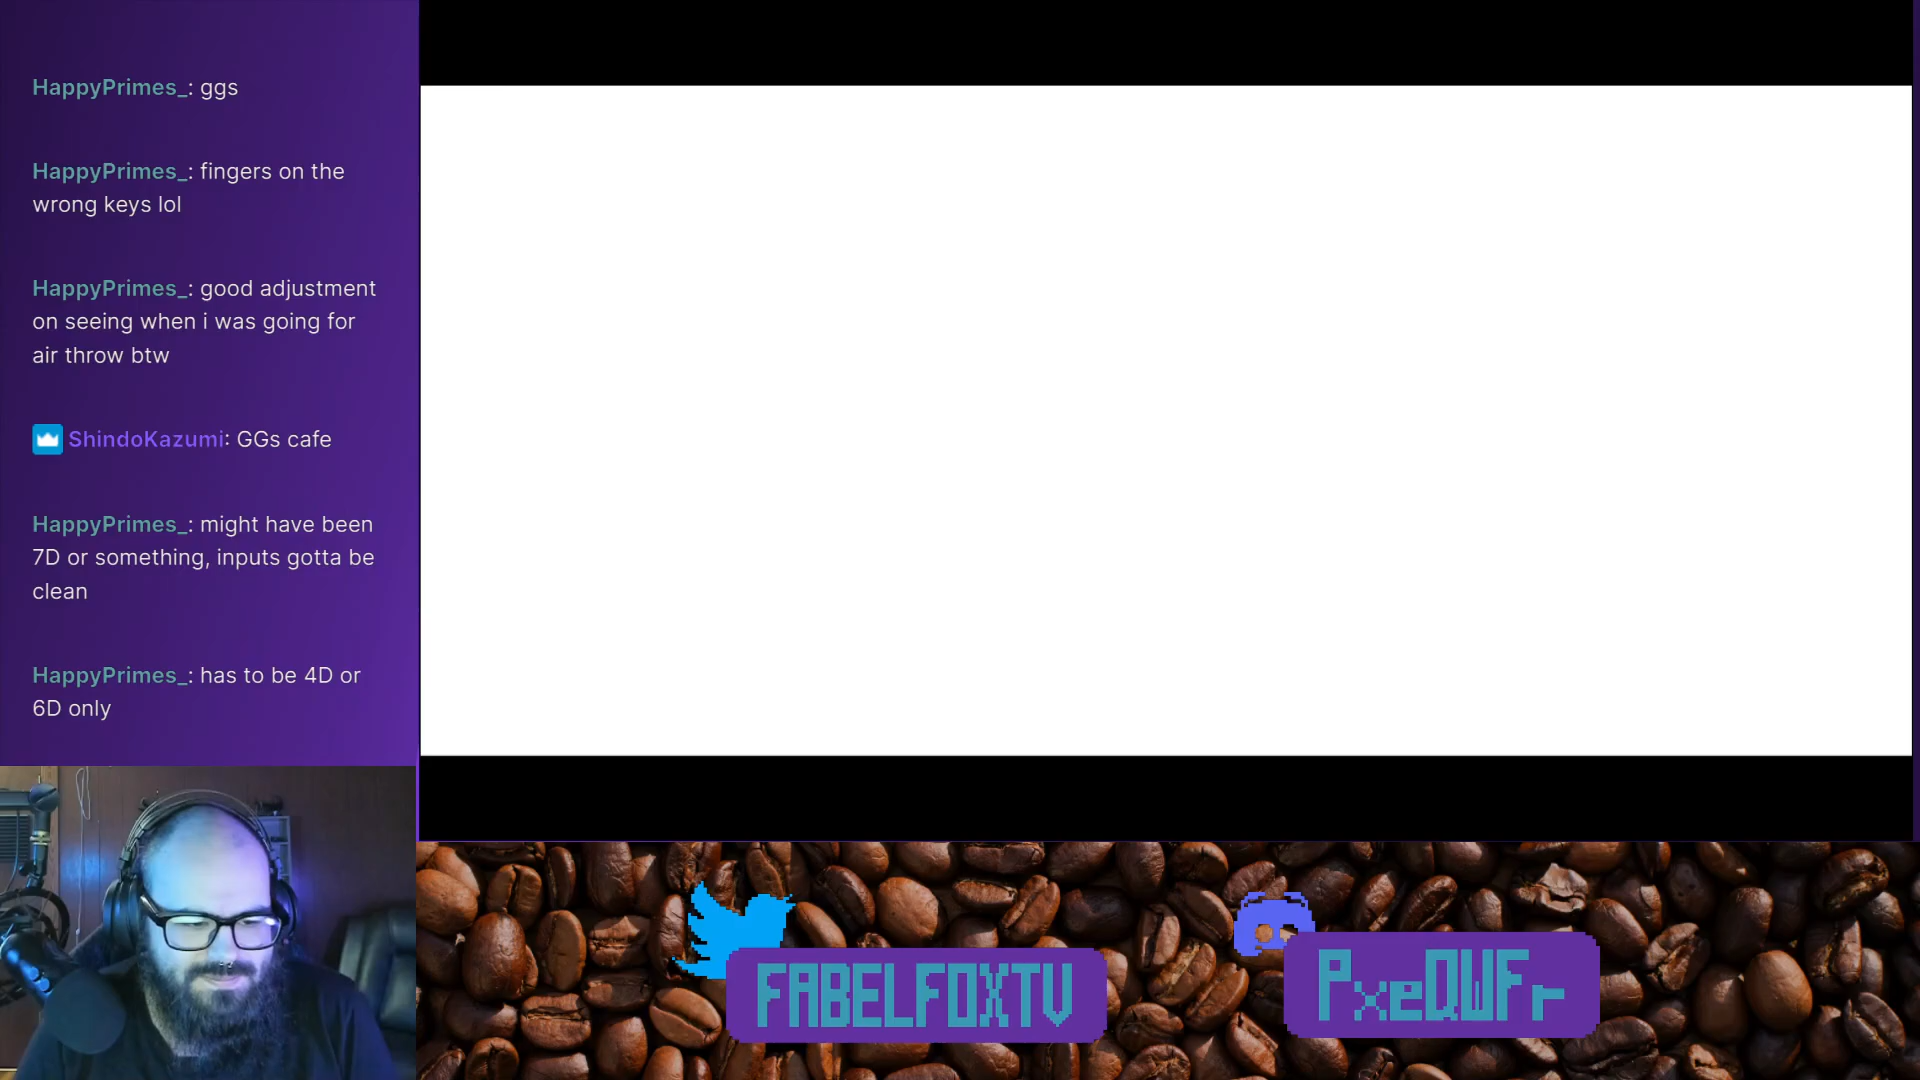 HappyPrimes_: ggs
HappyPrimes_: fingers on the
wrong keys lol
HappyPrimes_: good adjustment
on seeing when i was going for
air throw btw
ShindoKazumi: GGs cafe
HappyPrimes_: might have been
7D or something, inputs gotta be
clean
HappyPrimes_: has to be 4D or
6D only
FABELFOXTV
PxeQWFr